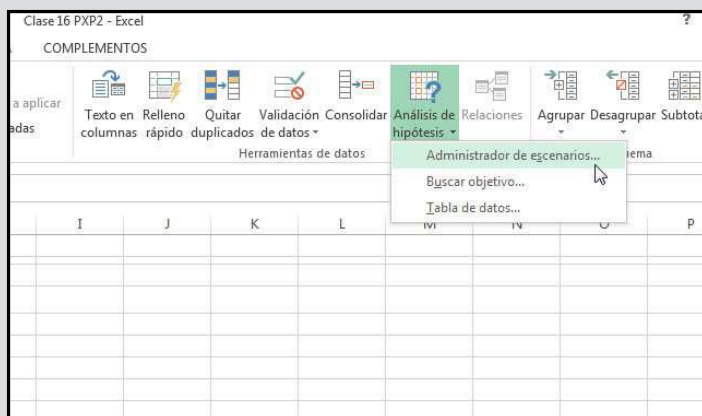 Clase 16 PXP2 - Excel ?
COMPLEMENTOS
a aplicar
adas
Texto en columnas
Relleno rápido
Quitar duplicados
Validación de datos
Consolidar
Análisis de hipótesis
Relaciones
Agrupar
Desagrupar
Subtota
Herramientas de datos
ema
Administrador de escenarios...
Buscar objetivo...
Tabla de datos...
I J K L M N O P